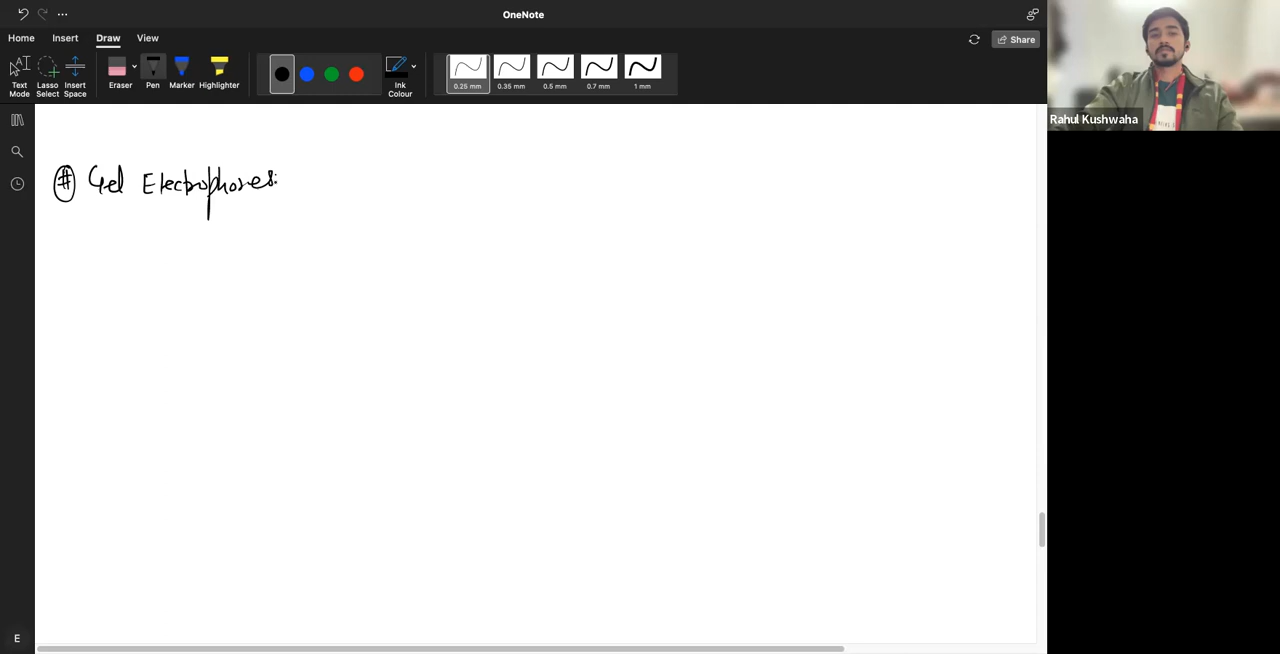 OneNote
Home Insert Draw View
Share
Text Mode
Lasso Select
Insert Space
Eraser
Pen
Marker
Highlighter
Ink Colour
0.25 mm 0.35 mm 0.5 mm 0.7 mm 1 mm
Rahul Kushwaha
# Gel Electrophores:
E